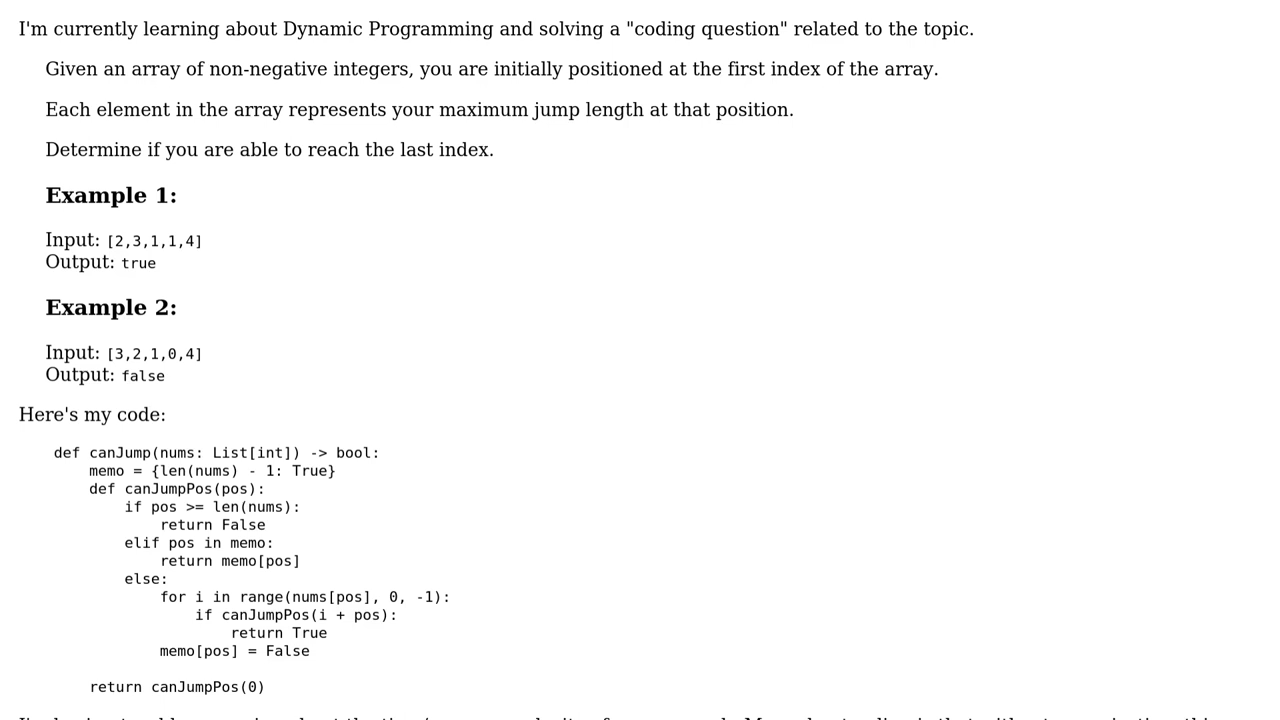 I'm currently learning about Dynamic Programming and solving a "coding question" related to the topic.
Given an array of non-negative integers, you are initially positioned at the first index of the array.
Each element in the array represents your maximum jump length at that position.
Determine if you are able to reach the last index.
Example 1:
Input: [2,3,1,1,4]
Output: true
Example 2:
Input: [3,2,1,0,4]
Output: false
Here's my code:
def canJump(nums: List[int]) -> bool:
    memo = {len(nums) - 1: True}
    def canJumpPos(pos):
        if pos >= len(nums):
            return False
        elif pos in memo:
            return memo[pos]
        else:
            for i in range(nums[pos], 0, -1):
                if canJumpPos(i + pos):
                    return True
            memo[pos] = False
    return canJumpPos(0)